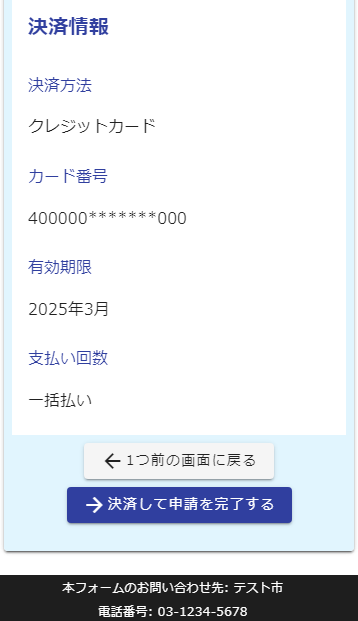 決済情報
決済方法
クレジットカード
カード番号
400000*******000
有効期限
2025年3月
支払い回数
一括払い
← 1つ前の画面に戻る
→ 決済して申請を完了する
本フォームのお問い合わせ先: テスト市
電話番号: 03-1234-5678